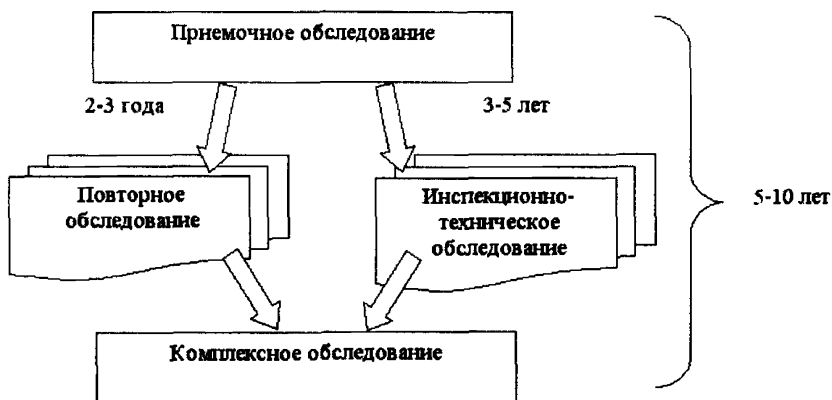 Приемочное обследование
2-3 года
3-5 лет
Повторное
обследование
Инспекционно-
техническое
обследование
5-10 лет
Комплексное обследование